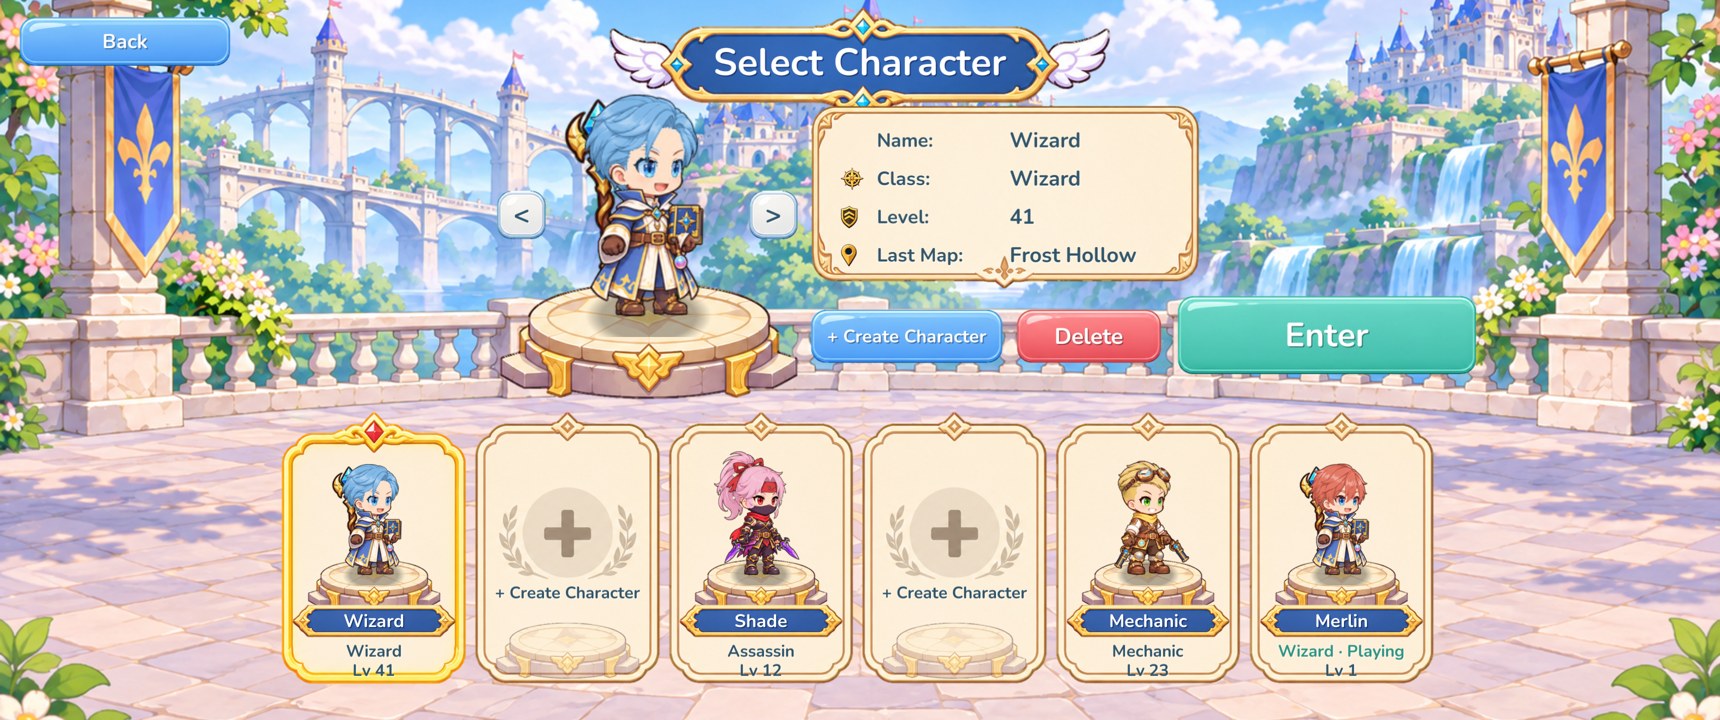 Back
Select Character
Name: Wizard
Class: Wizard
Level: 41
Last Map: Frost Hollow
<
>
+ Create Character
Delete
Enter
Wizard
Wizard
Lv 41
+ Create Character
Shade
Assassin
Lv 12
+ Create Character
Mechanic
Mechanic
Lv 23
Merlin
Wizard · Playing
Lv 1